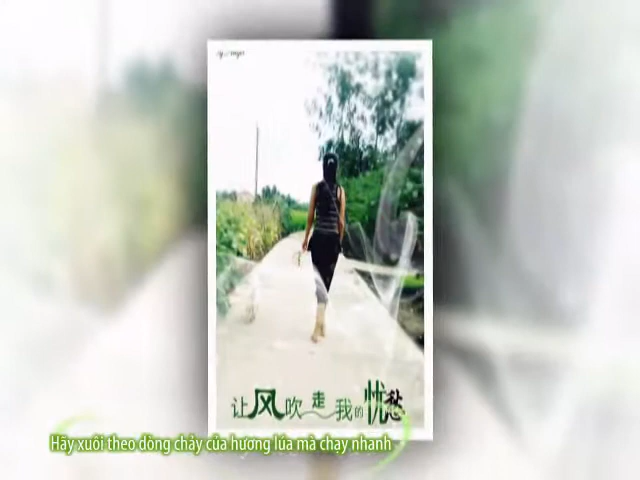 让风吹走我的忧愁
Hãy xuôi theo dòng chảy của hương lúa mà chạy nhanh